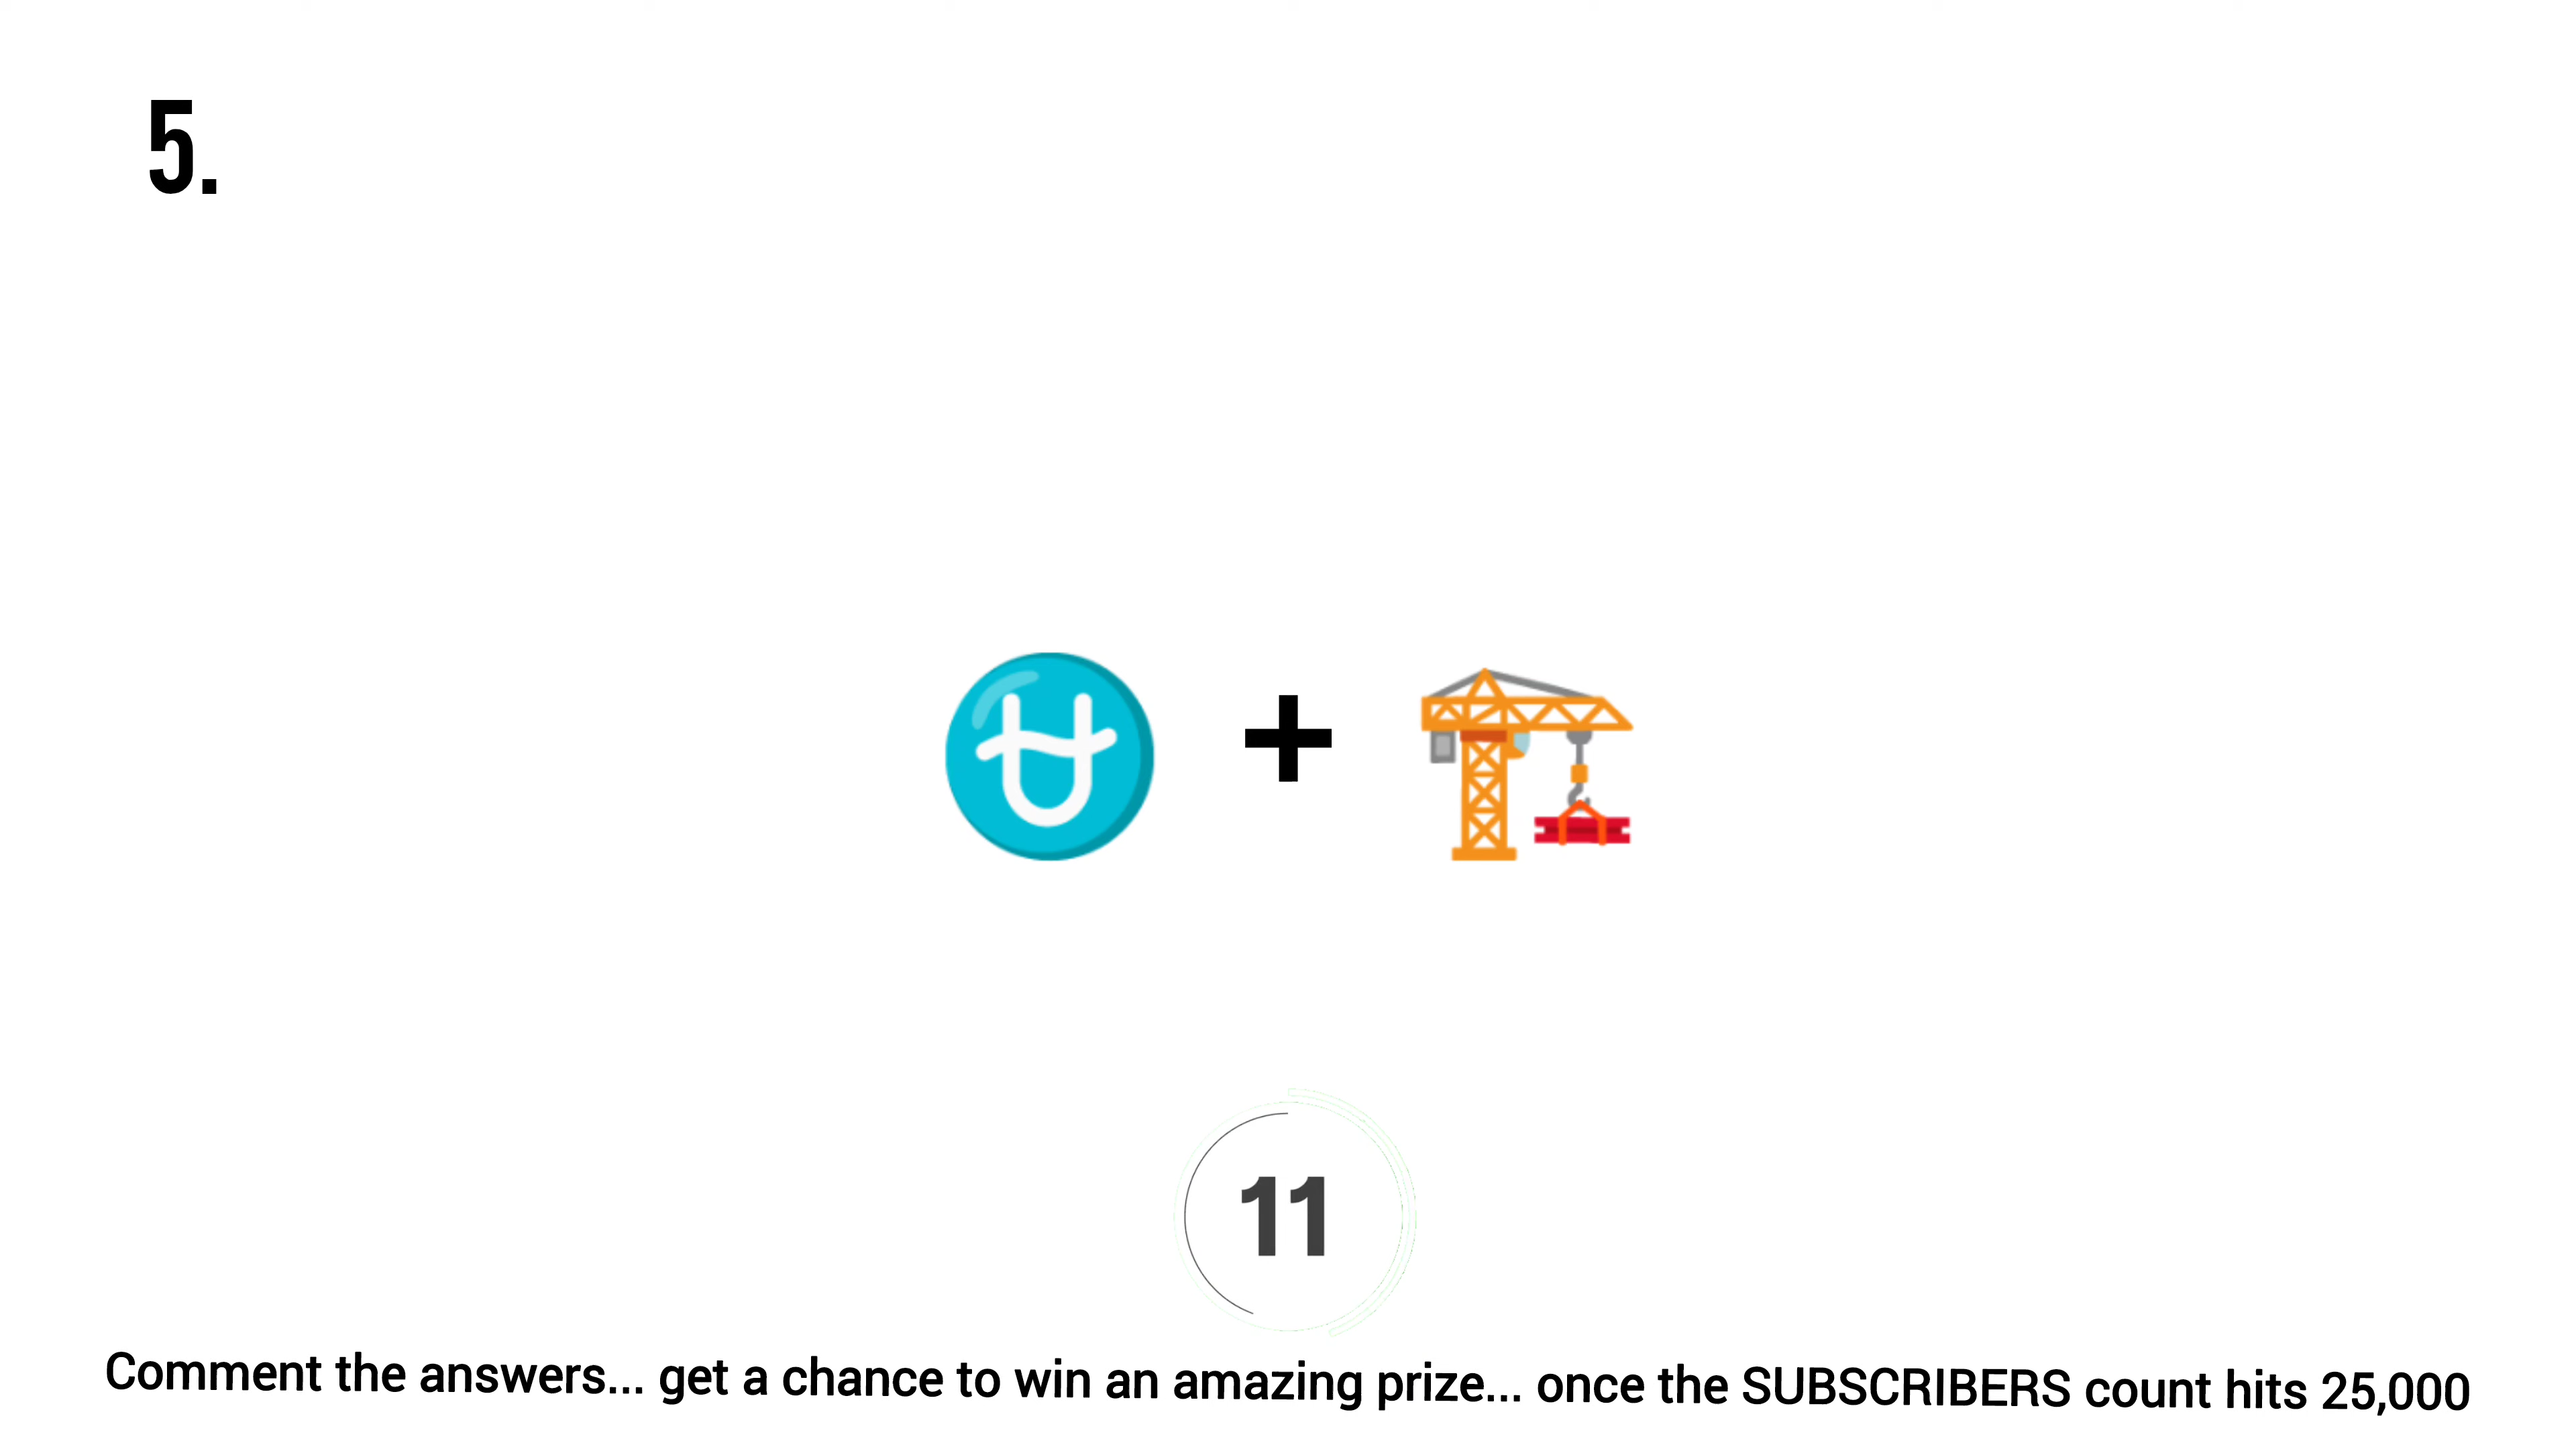 5.
+
11
Comment the answers... get a chance to win an amazing prize... once the SUBSCRIBERS count hits 25,000